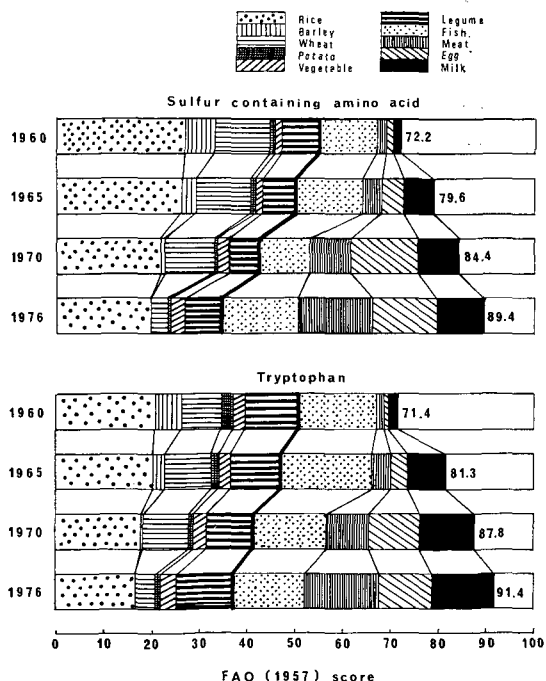 Rice
Barley
Wheat
Potato
Vegetable
Legume
Fish.
Meat
Egg
Milk
Sulfur containing amino acid
1960 72.2
1965 79.6
1970 84.4
1976 89.4
Tryptophan
1960 71.4
1965 81.3
1970 87.8
1976 91.4
0 10 20 30 40 50 60 70 80 90 100
FAO (1957) score